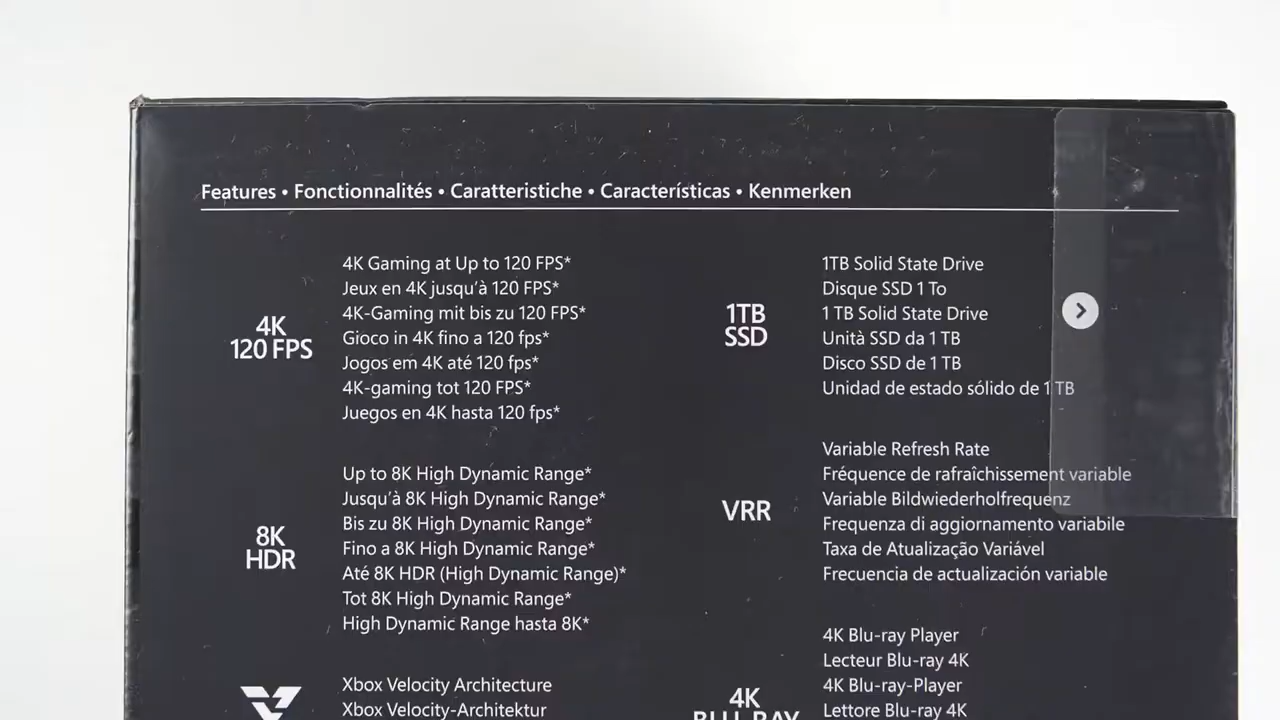 Features • Fonctionnalités • Caratteristiche • Características • Kenmerken
4K
120 FPS
4K Gaming at Up to 120 FPS*
Jeux en 4K jusqu'à 120 FPS*
4K-Gaming mit bis zu 120 FPS*
Gioco in 4K fino a 120 fps*
Jogos em 4K até 120 fps*
4K-gaming tot 120 FPS*
Juegos en 4K hasta 120 fps*
1TB
SSD
1TB Solid State Drive
Disque SSD 1 To
1 TB Solid State Drive
Unità SSD da 1 TB
Disco SSD de 1 TB
Unidad de estado sólido de 1 TB
8K
HDR
Up to 8K High Dynamic Range*
Jusqu'à 8K High Dynamic Range*
Bis zu 8K High Dynamic Range*
Fino a 8K High Dynamic Range*
Até 8K HDR (High Dynamic Range)*
Tot 8K High Dynamic Range*
High Dynamic Range hasta 8K*
VRR
Variable Refresh Rate
Fréquence de rafraîchissement variable
Variable Bildwiederholfrequenz
Frequenza di aggiornamento variabile
Taxa de Atualização Variável
Frecuencia de actualización variable
Xbox Velocity Architecture
Xbox Velocity-Architektur
4K
BLU-RAY
4K Blu-ray Player
Lecteur Blu-ray 4K
4K Blu-ray-Player
Lettore Blu-ray 4K